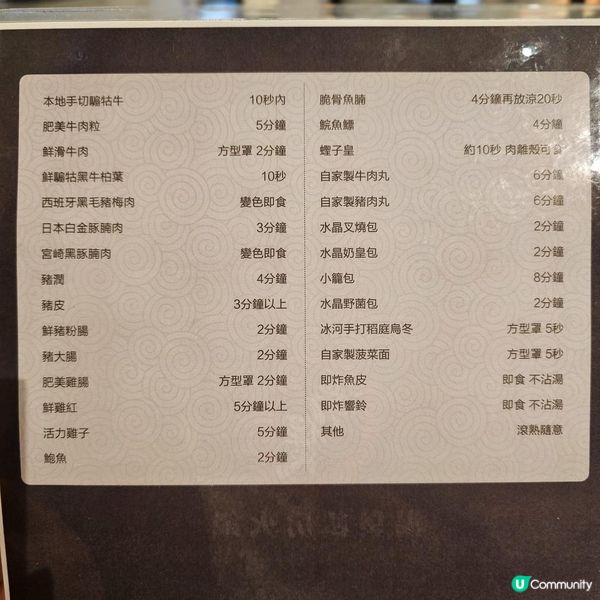 本地手切騸牯牛 10秒內
肥美牛肉粒 5分鐘
鮮滑牛肉 方型罩 2分鐘
鮮騸牯黑牛柏葉 10秒
西班牙黑毛豬梅肉 變色即食
日本白金豚腩肉 3分鐘
宮崎黑豚腩肉 變色即食
豬潤 4分鐘
豬皮 3分鐘以上
鮮豬粉腸 2分鐘
豬大腸 2分鐘
肥美雞腸 方型罩 2分鐘
鮮雞紅 5分鐘以上
活力雞子 5分鐘
鮑魚 2分鐘
脆骨魚腩 4分鐘再放涼20秒
鯇魚鰾 4分鐘
蟶子皇 約10秒 肉離殼可食
自家製牛肉丸 6分鐘
自家製豬肉丸 6分鐘
水晶叉燒包 2分鐘
水晶奶皇包 2分鐘
小籠包 8分鐘
水晶野菌包 2分鐘
冰河手打稻庭烏冬 方型罩 5秒
自家製菠菜面 方型罩 5秒
即炸魚皮 即食 不沾湯
即炸響鈴 即食 不沾湯
其他 滾熟隨意
U Community